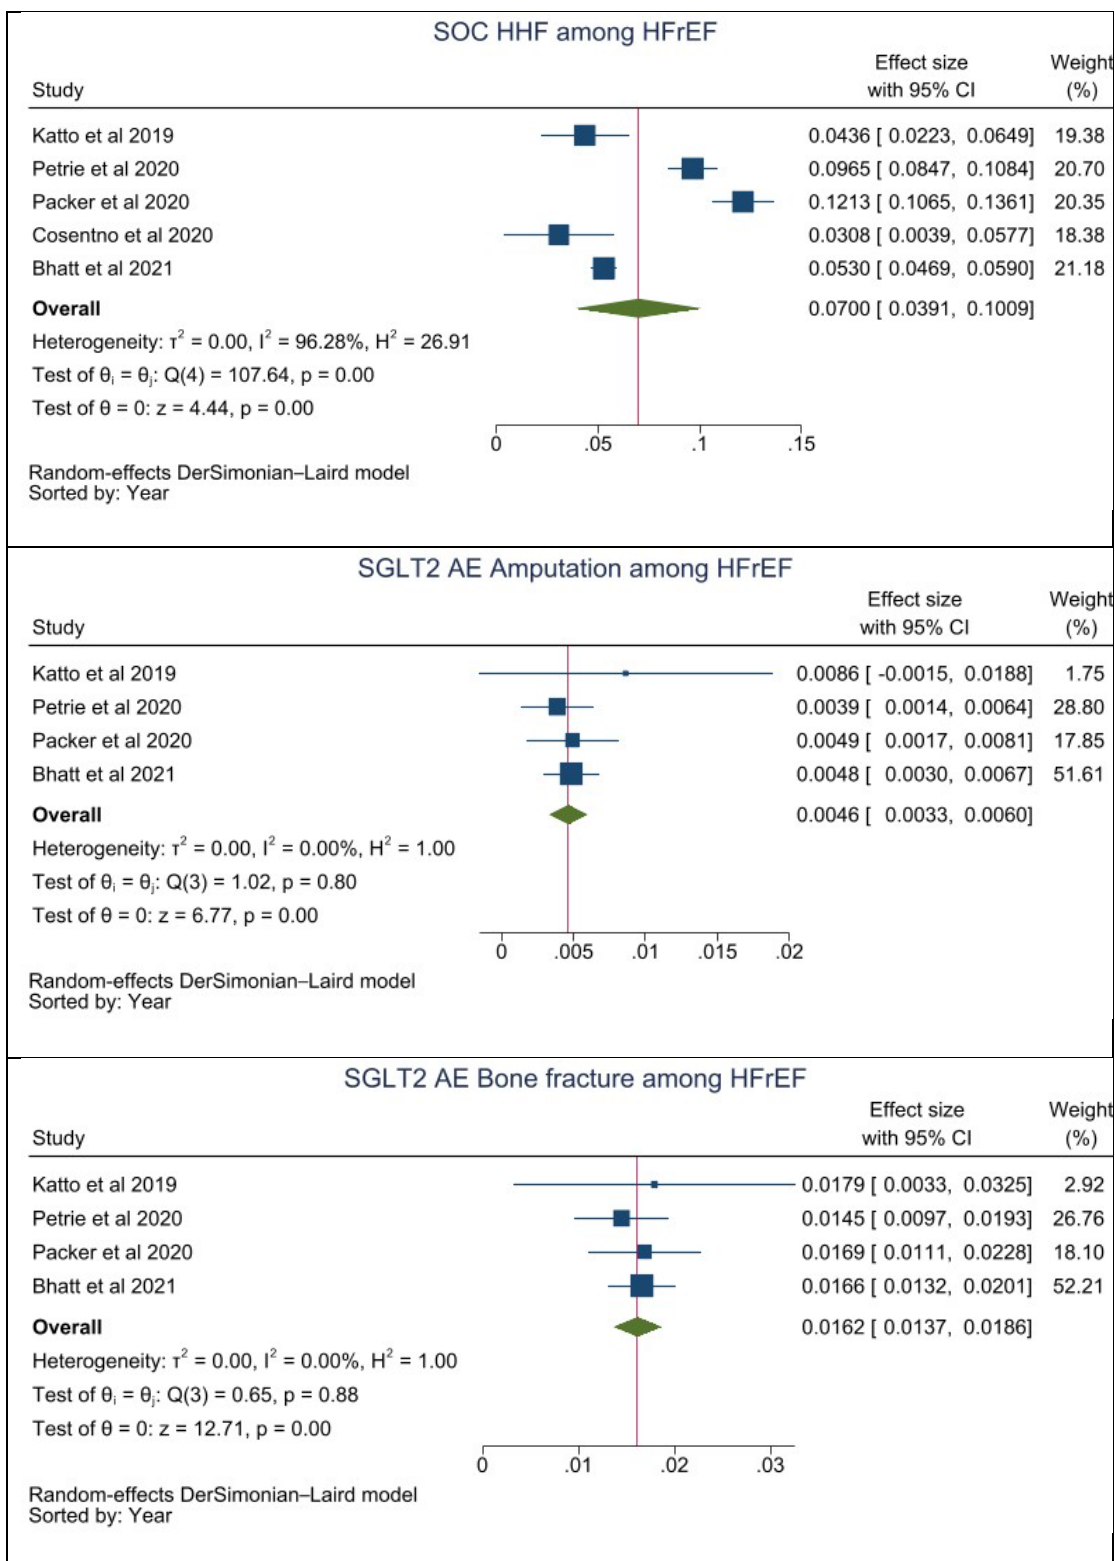 SOC HHF among HFrEF
Effect size Weight
Study with 95% CI (%)
Katto et al 2019 0.0436 [ 0.0223, 0.0649] 19.38
Petrie et al 2020 0.0965 [ 0.0847, 0.1084] 20.70
Packer et al 2020 0.1213 [ 0.1065, 0.1361] 20.35
Cosentno et al 2020 0.0308 [ 0.0039, 0.0577] 18.38
Bhatt et al 2021 0.0530 [ 0.0469, 0.0590] 21.18
Overall 0.0700 [ 0.0391, 0.1009]
Heterogeneity: τ² = 0.00, I² = 96.28%, H² = 26.91
Test of θᵢ = θⱼ: Q(4) = 107.64, p = 0.00
Test of θ = 0: z = 4.44, p = 0.00
0 .05 .1 .15
Random-effects DerSimonian–Laird model
Sorted by: Year
SGLT2 AE Amputation among HFrEF
Effect size Weight
Study with 95% CI (%)
Katto et al 2019 0.0086 [ -0.0015, 0.0188] 1.75
Petrie et al 2020 0.0039 [ 0.0014, 0.0064] 28.80
Packer et al 2020 0.0049 [ 0.0017, 0.0081] 17.85
Bhatt et al 2021 0.0048 [ 0.0030, 0.0067] 51.61
Overall 0.0046 [ 0.0033, 0.0060]
Heterogeneity: τ² = 0.00, I² = 0.00%, H² = 1.00
Test of θᵢ = θⱼ: Q(3) = 1.02, p = 0.80
Test of θ = 0: z = 6.77, p = 0.00
0 .005 .01 .015 .02
Random-effects DerSimonian–Laird model
Sorted by: Year
SGLT2 AE Bone fracture among HFrEF
Effect size Weight
Study with 95% CI (%)
Katto et al 2019 0.0179 [ 0.0033, 0.0325] 2.92
Petrie et al 2020 0.0145 [ 0.0097, 0.0193] 26.76
Packer et al 2020 0.0169 [ 0.0111, 0.0228] 18.10
Bhatt et al 2021 0.0166 [ 0.0132, 0.0201] 52.21
Overall 0.0162 [ 0.0137, 0.0186]
Heterogeneity: τ² = 0.00, I² = 0.00%, H² = 1.00
Test of θᵢ = θⱼ: Q(3) = 0.65, p = 0.88
Test of θ = 0: z = 12.71, p = 0.00
0 .01 .02 .03
Random-effects DerSimonian–Laird model
Sorted by: Year